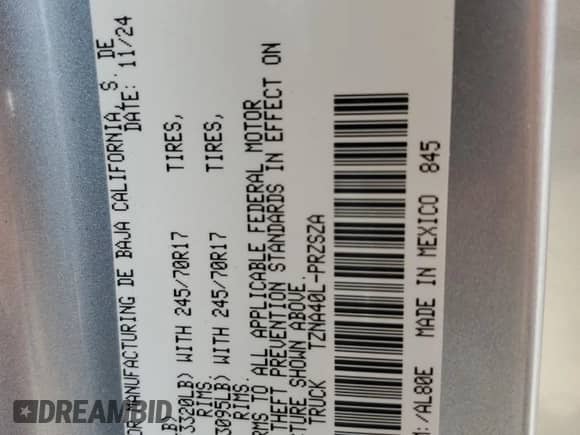 MANUFACTURING DE BAJA CALIFORNIA, S. DE
DATE: 11/24
3320LB) WITH 245/70R17 TIRES,
RIMS.
3095LB) WITH 245/70R17 TIRES,
RIMS.
TO ALL APPLICABLE FEDERAL MOTOR
THEFT PREVENTION STANDARDS IN EFFECT ON
SHOWN ABOVE.
TRUCK TZNA40L-PRZSZA
/AL80E MADE IN MEXICO 845
DREAMBID